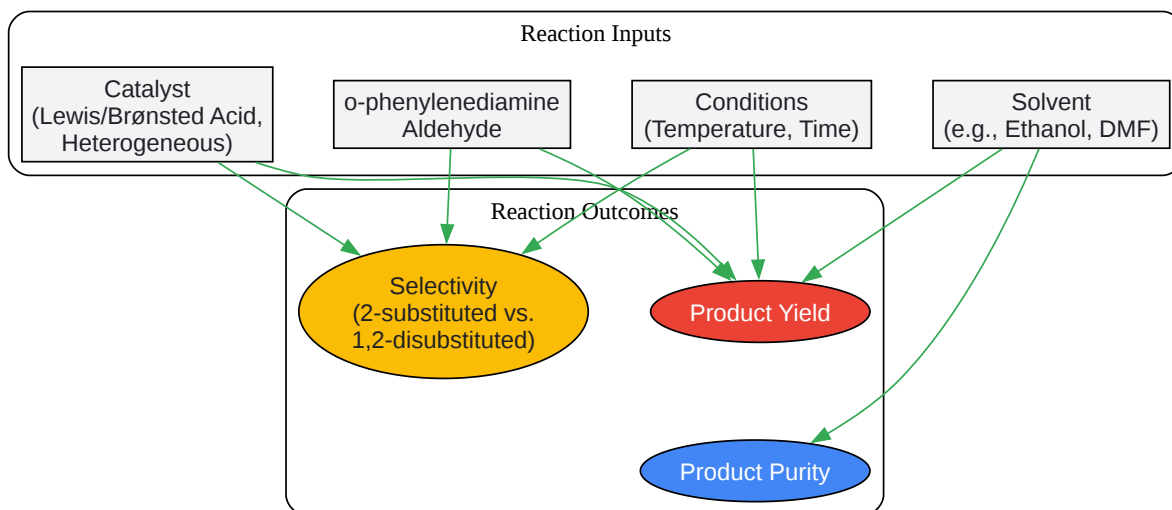 Reaction Inputs
Catalyst
(Lewis/Brønsted Acid,
Heterogeneous)
o-phenylenediamine
Aldehyde
Conditions
(Temperature, Time)
Solvent
(e.g., Ethanol, DMF)
Reaction Outcomes
Selectivity
(2-substituted vs.
1,2-disubstituted)
Product Yield
Product Purity